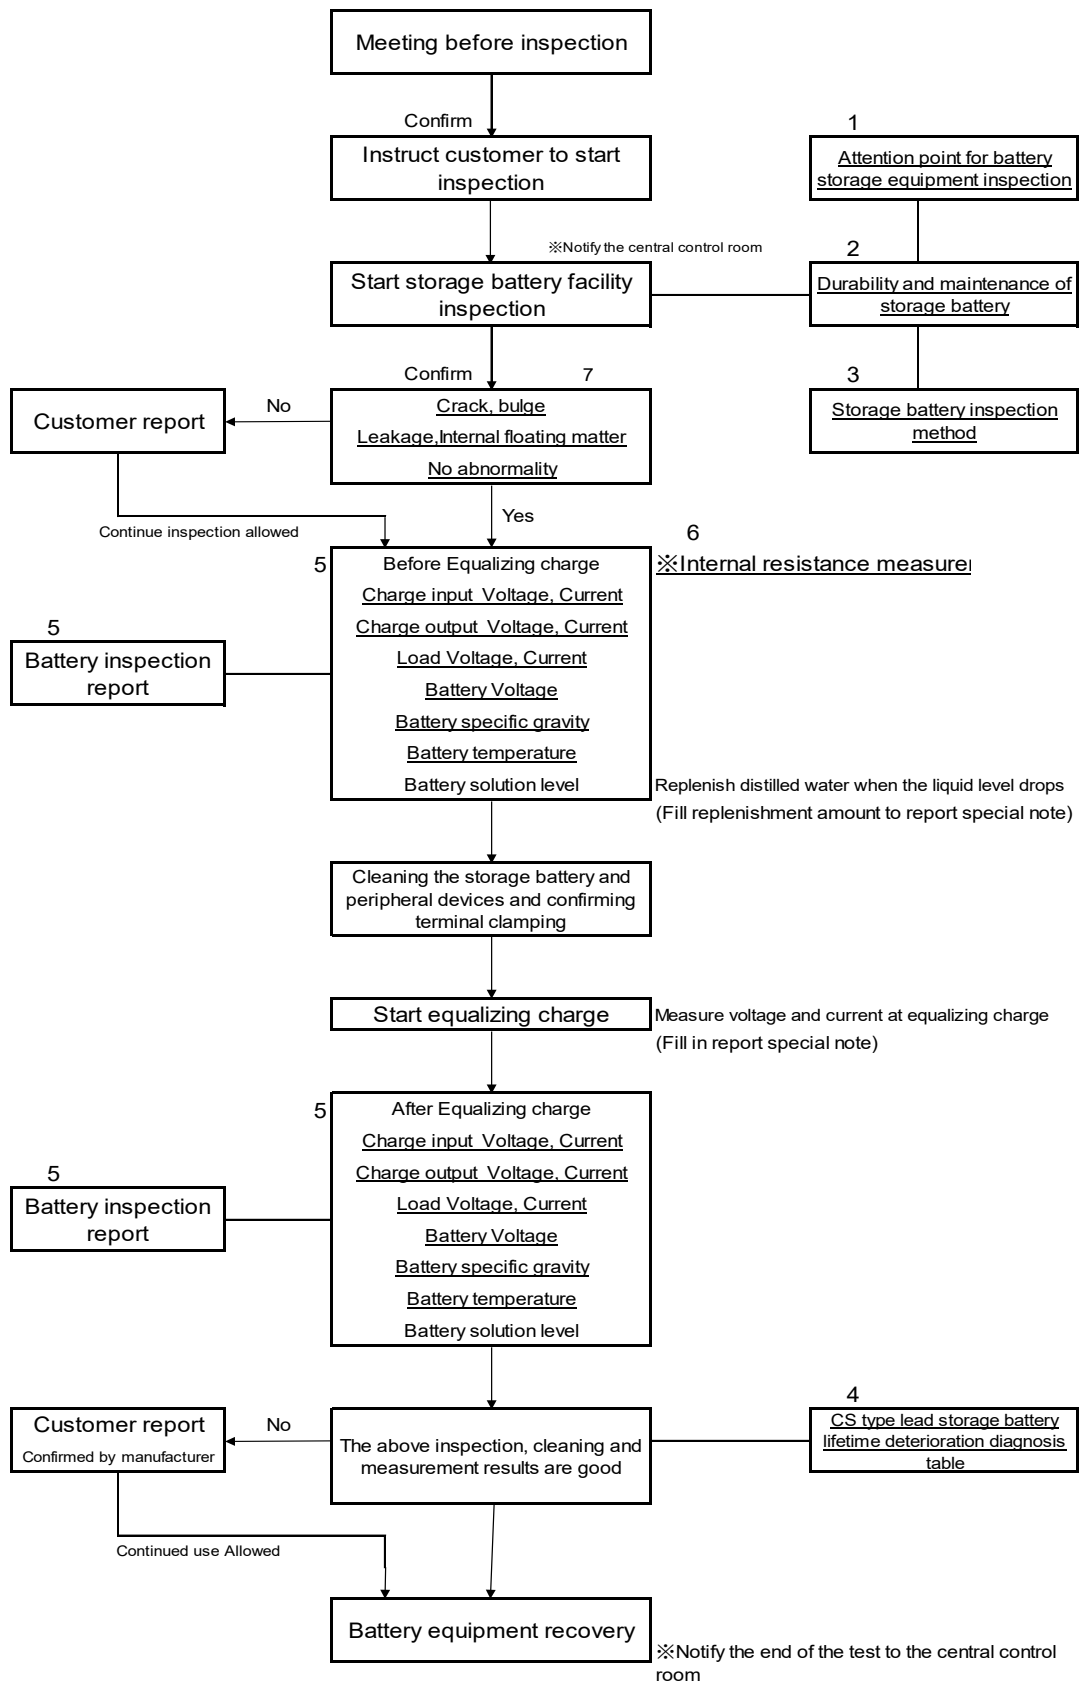 Meeting before inspection
Confirm
1
Instruct customer to start
inspection
Attention point for battery
storage equipment inspection
※Notify the central control room
2
Start storage battery facility
inspection
Durability and maintenance of
storage battery
Confirm
7
3
Customer report
No
Crack, bulge
Leakage,Internal floating matter
No abnormality
Storage battery inspection
method
Yes
Continue inspection allowed
6
※Internal resistance measurer
5
Before Equalizing charge
Charge input Voltage, Current
Charge output Voltage, Current
Load Voltage, Current
Battery Voltage
Battery specific gravity
Battery temperature
Battery solution level
5
Battery inspection
report
Replenish distilled water when the liquid level drops
(Fill replenishment amount to report special note)
Cleaning the storage battery and
peripheral devices and confirming
terminal clamping
Start equalizing charge
Measure voltage and current at equalizing charge
(Fill in report special note)
5
After Equalizing charge
Charge input Voltage, Current
Charge output Voltage, Current
Load Voltage, Current
Battery Voltage
Battery specific gravity
Battery temperature
Battery solution level
5
Battery inspection
report
4
Customer report
Confirmed by manufacturer
No
The above inspection, cleaning and
measurement results are good
CS type lead storage battery
lifetime deterioration diagnosis
table
Continued use Allowed
Battery equipment recovery
※Notify the end of the test to the central control
room